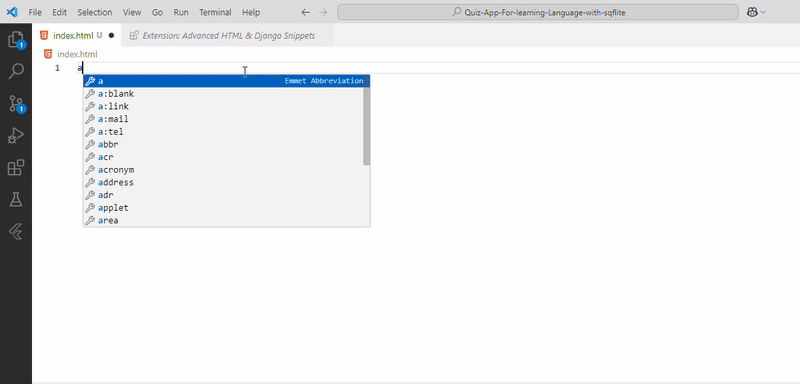 File Edit Selection View Go Run Terminal Help
Quiz-App-For-learning-Language-with-sqflite
index.html U
Extension: Advanced HTML & Django Snippets
index.html
1 a
a Emmet Abbreviation
a:blank
a:link
a:mail
a:tel
abbr
acr
acronym
address
adr
applet
area
1
1